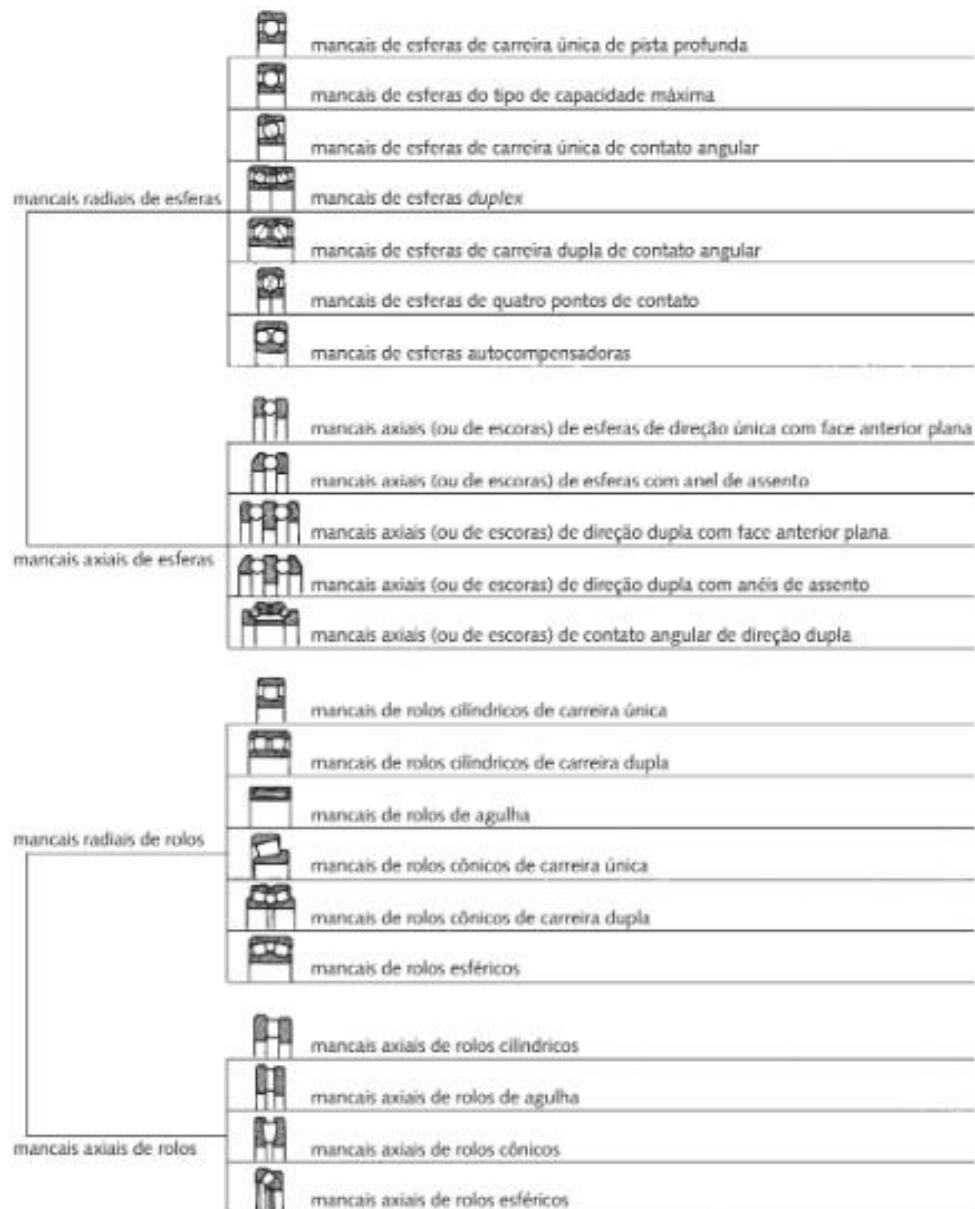 mancais de esferas de carreira única de pista profunda
mancais de esferas do tipo de capacidade máxima
mancais de esferas de carreira única de contato angular
mancais radiais de esferas
mancais de esferas duplex
mancais de esferas de carreira dupla de contato angular
mancais de esferas de quatro pontos de contato
mancais de esferas autocompensadoras
mancais axiais (ou de escoras) de esferas de direção única com face anterior plana
mancais axiais (ou de escoras) de esferas com anel de assento
mancais axiais (ou de escoras) de direção dupla com face anterior plana
mancais axiais de esferas
mancais axiais (ou de escoras) de direção dupla com anéis de assento
mancais axiais (ou de escoras) de contato angular de direção dupla
mancais de rolos cilíndricos de carreira única
mancais de rolos cilíndricos de carreira dupla
mancais de rolos de agulha
mancais radiais de rolos
mancais de rolos cônicos de carreira única
mancais de rolos cônicos de carreira dupla
mancais de rolos esféricos
mancais axiais de rolos cilíndricos
mancais axiais de rolos de agulha
mancais axiais de rolos
mancais axiais de rolos cônicos
mancais axiais de rolos esféricos